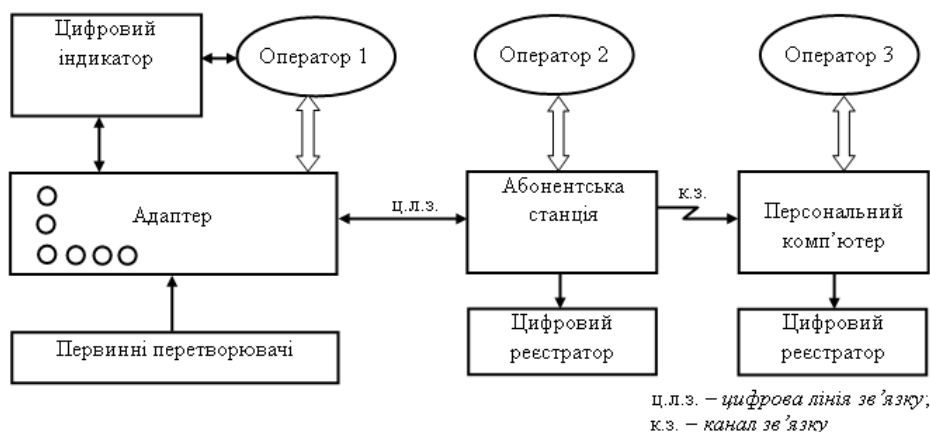 Цифровий
індикатор
Оператор 1
Оператор 2
Оператор 3
Адаптер
ц.л.з.
Абонентська
станція
к.з.
Персональний
комп’ютер
Первинні перетворювачі
Цифровий
реєстратор
Цифровий
реєстратор
ц.л.з. – цифрова лінія зв’язку;
к.з. – канал зв’язку